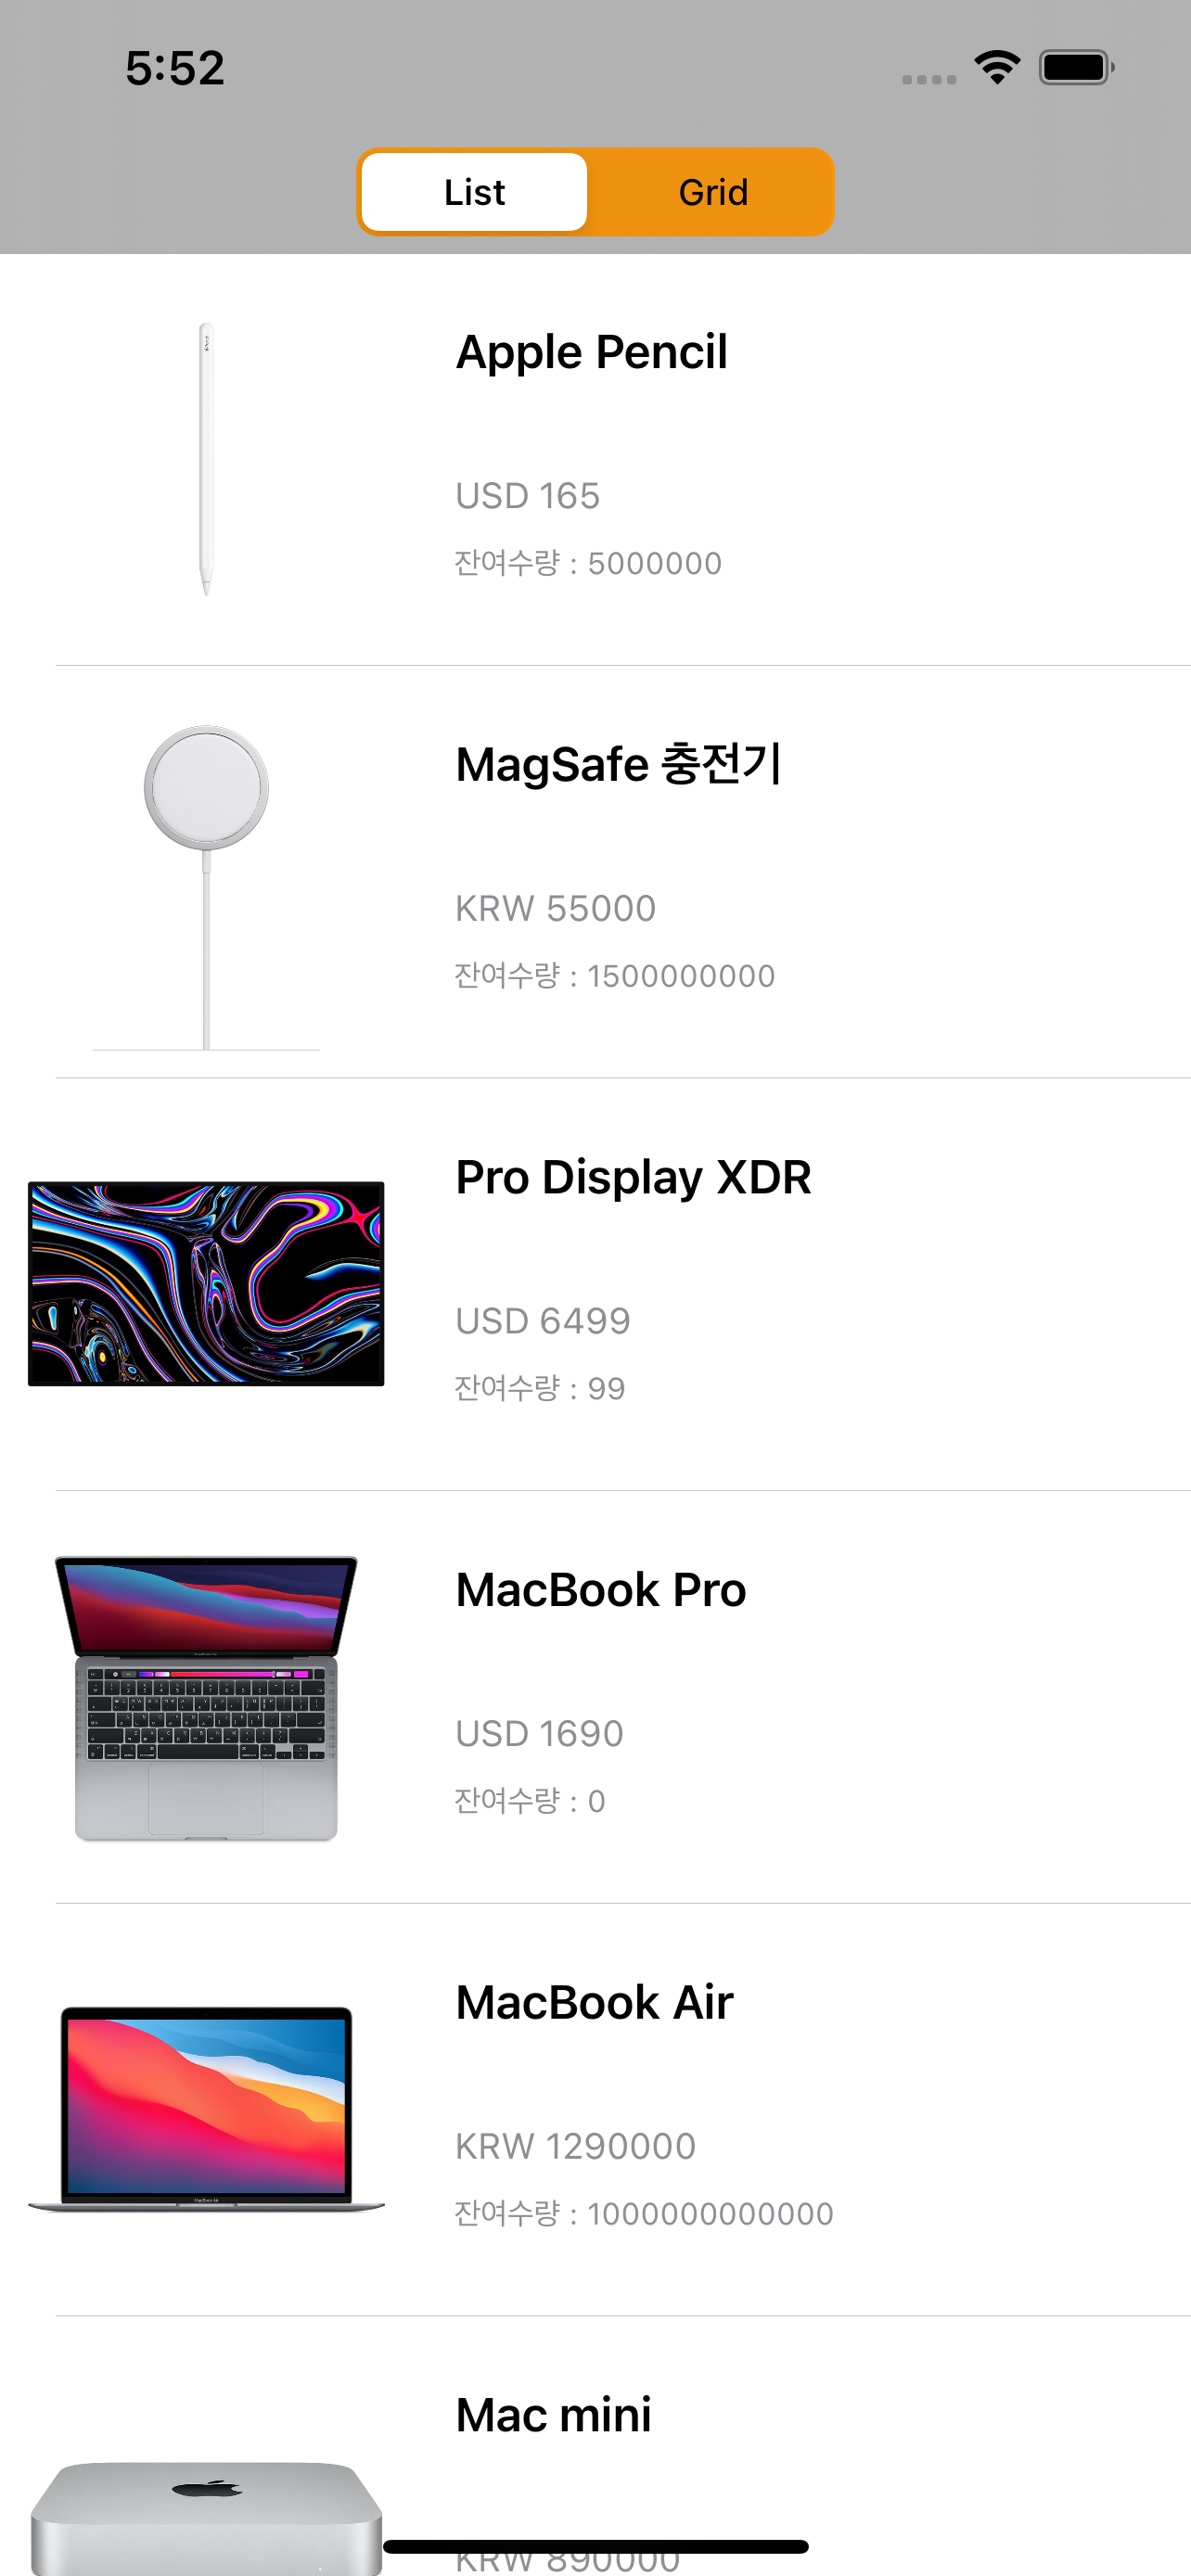 5:52
List
Grid
Apple Pencil
USD 165
잔여수량 : 5000000
MagSafe 충전기
KRW 55000
잔여수량 : 1500000000
Pro Display XDR
USD 6499
잔여수량 : 99
MacBook Pro
USD 1690
잔여수량 : 0
MacBook Air
KRW 1290000
잔여수량 : 1000000000000
Mac mini
KRW 890000